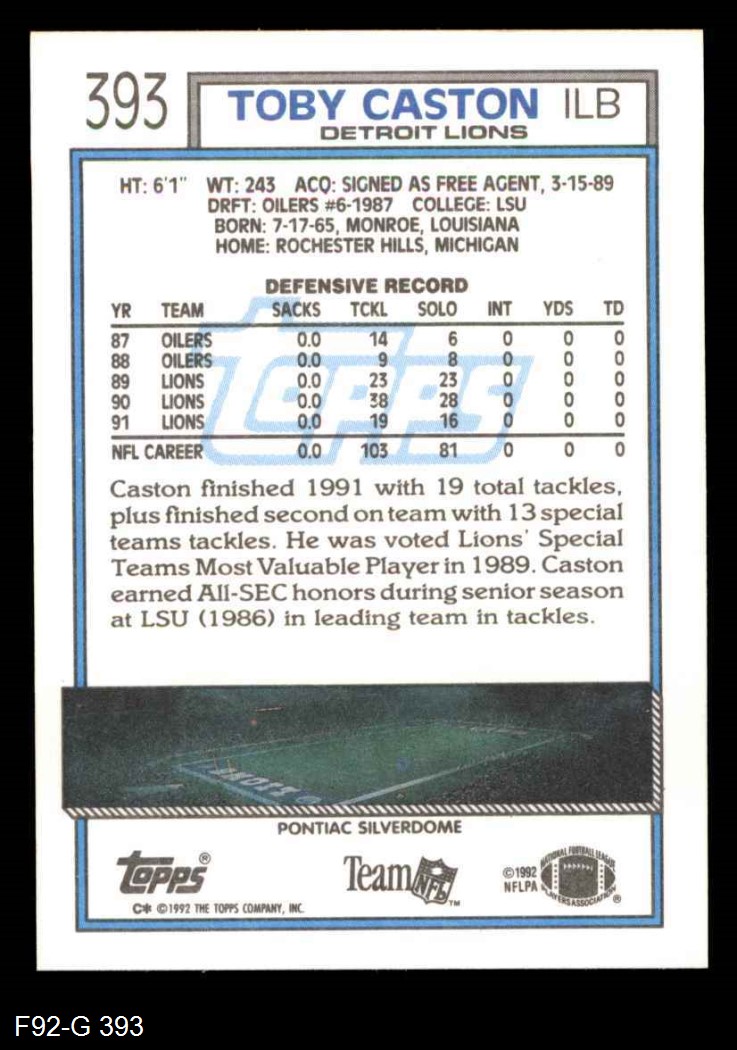 393
TOBY CASTON ILB
DETROIT LIONS
HT: 6'1" WT: 243 ACQ: SIGNED AS FREE AGENT, 3-15-89
DRFT: OILERS #6-1987 COLLEGE: LSU
BORN: 7-17-65, MONROE, LOUISIANA
HOME: ROCHESTER HILLS, MICHIGAN
DEFENSIVE RECORD
YR TEAM SACKS TCKL SOLO INT YDS TD
87 OILERS 0.0 14 6 0 0 0
88 OILERS 0.0 9 8 0 0 0
89 LIONS 0.0 23 23 0 0 0
90 LIONS 0.0 38 28 0 0 0
91 LIONS 0.0 19 16 0 0 0
NFL CAREER 0.0 103 81 0 0 0
Topps
Caston finished 1991 with 19 total tackles,
plus finished second on team with 13 special
teams tackles. He was voted Lions' Special
Teams Most Valuable Player in 1989. Caston
earned All-SEC honors during senior season
at LSU (1986) in leading team in tackles.
LIONS
PONTIAC SILVERDOME
Topps®
Team NFL™
©1992
NFLPA
NATIONAL FOOTBALL LEAGUE
PLAYERS ASSOCIATION ®
C* ©1992 THE TOPPS COMPANY, INC.
F92-G 393